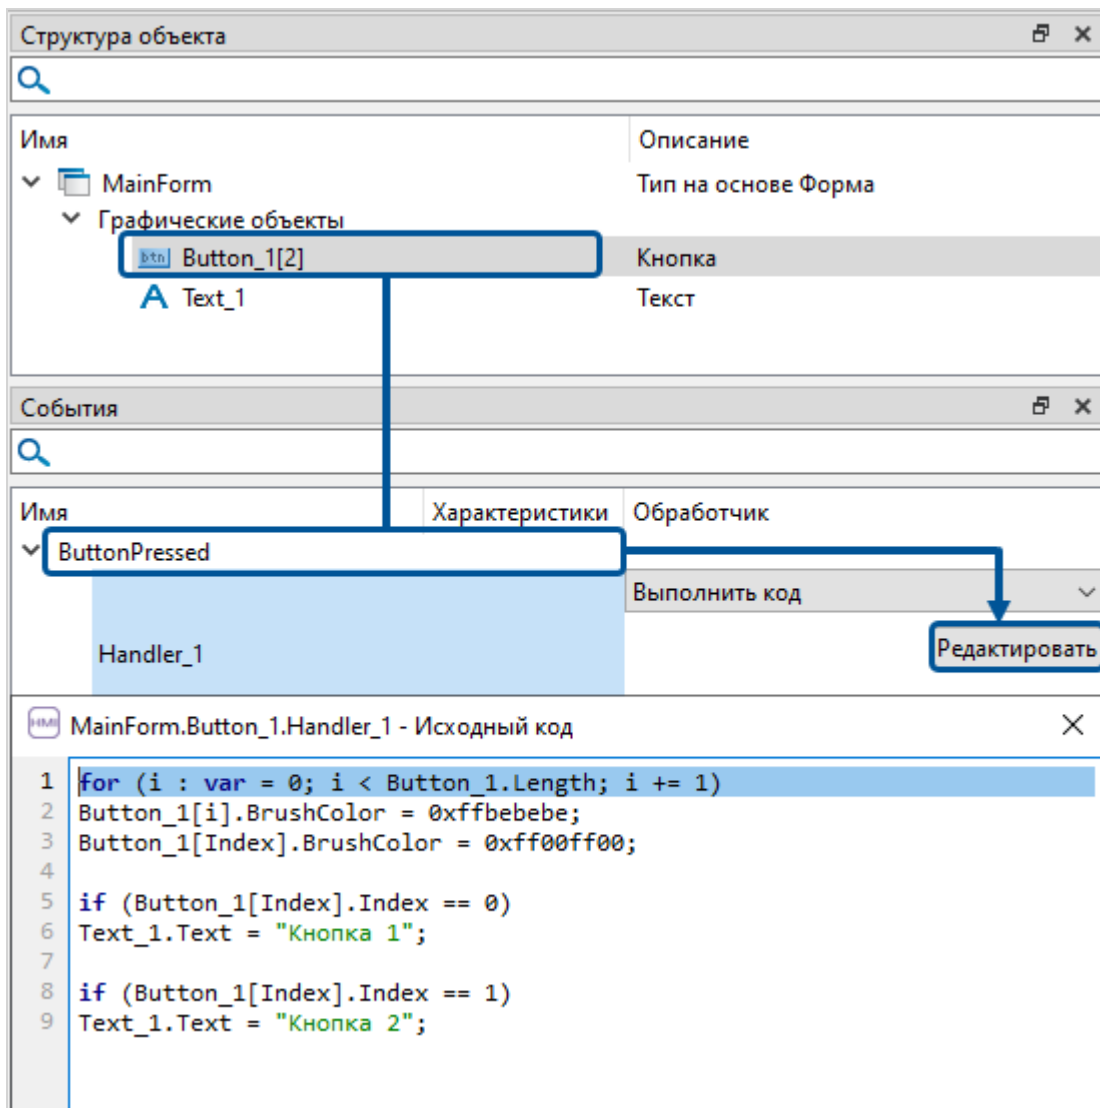 Структура объекта
Имя Описание
MainForm Тип на основе Форма
Графические объекты
btn Button_1[2] Кнопка
A Text_1 Текст
События
Имя Характеристики Обработчик
ButtonPressed
Выполнить код
Handler_1 Редактировать
HMI MainForm.Button_1.Handler_1 - Исходный код
1 for (i : var = 0; i < Button_1.Length; i += 1)
2 Button_1[i].BrushColor = 0xffbebebe;
3 Button_1[Index].BrushColor = 0xff00ff00;
4
5 if (Button_1[Index].Index == 0)
6 Text_1.Text = "Кнопка 1";
7
8 if (Button_1[Index].Index == 1)
9 Text_1.Text = "Кнопка 2";